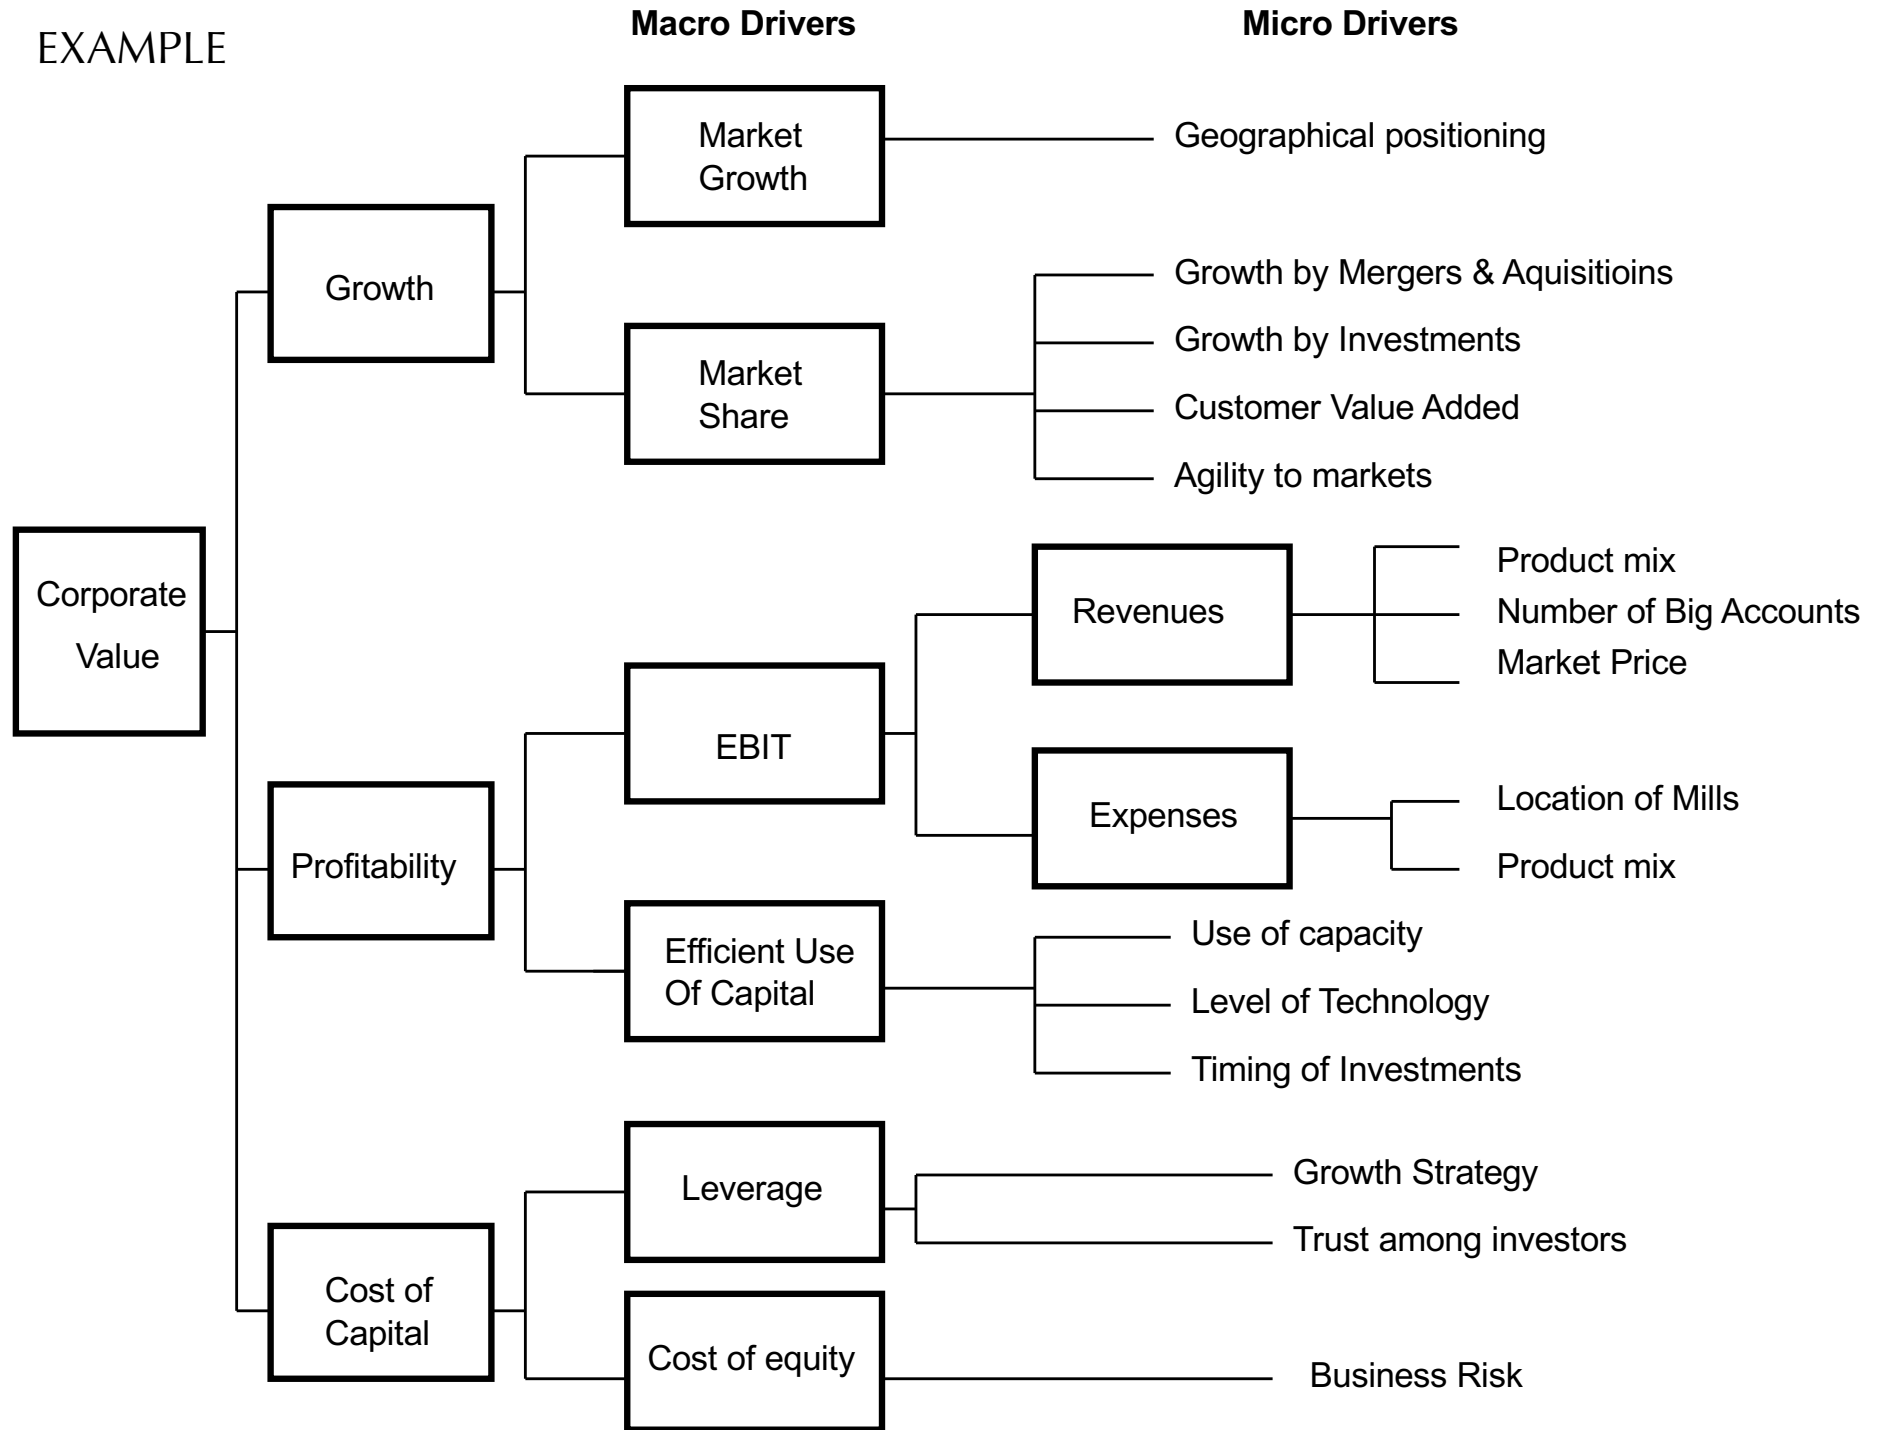 EXAMPLE
Macro Drivers
Micro Drivers
Market
Growth
Geographical positioning
Growth
Growth by Mergers & Aquisitioins
Growth by Investments
Market
Share
Customer Value Added
Agility to markets
Corporate
Value
Revenues
Product mix
Number of Big Accounts
Market Price
EBIT
Expenses
Location of Mills
Product mix
Profitability
Efficient Use
Of Capital
Use of capacity
Level of Technology
Timing of Investments
Leverage
Growth Strategy
Trust among investors
Cost of
Capital
Cost of equity
Business Risk